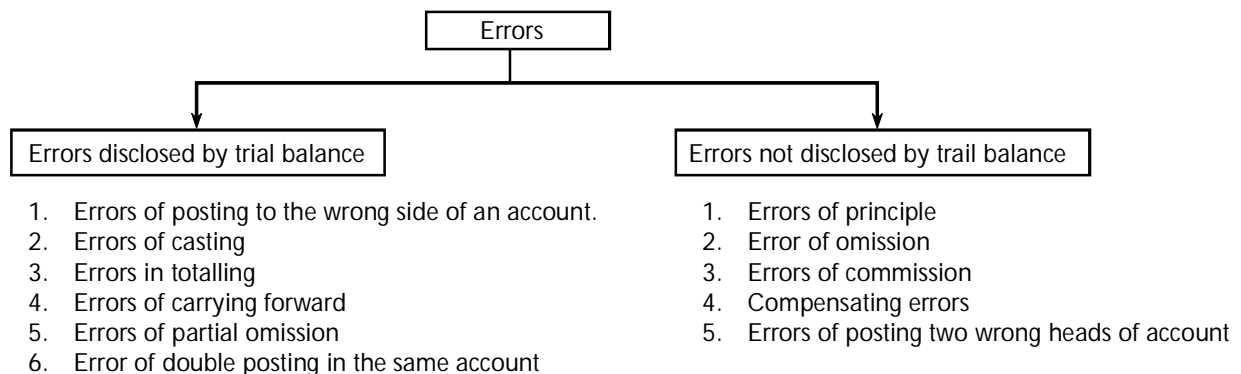 Errors
Errors disclosed by trial balance
1. Errors of posting to the wrong side of an account.
2. Errors of casting
3. Errors in totalling
4. Errors of carrying forward
5. Errors of partial omission
6. Error of double posting in the same account
Errors not disclosed by trail balance
1. Errors of principle
2. Error of omission
3. Errors of commission
4. Compensating errors
5. Errors of posting two wrong heads of account